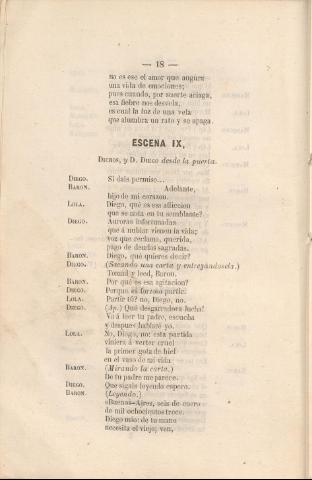 — 18 —
no es ese el amor que augura
una vida de emociones;
pues cuando, por suerte aciaga,
esa fiebre nos desvela,
es cual la luz de una vela
que alumbra un rato y se apaga.
ESCENA IX,
DICHOS, y D. DIEGO desde la puerta.
DIEGO. Si dais permiso...
BARON. Adelante,
hijo de mi corazon.
LOLA. Diego, qué es esa afliccion
que se nota en tu semblante?
DIEGO. Auroras infortunadas
que á nublar vienen la vida;
voz que reclama, querida,
pago de deudas sagradas.
BARON. Diego, qué quieres decir?
DIEGO. (Sacando una carta y entregándosela.)
Tomad y leed, Baron.
BARON. Por qué es esa agitacion?
DIEGO. Porque es forzoso partir.
LOLA. Partir tú? no, Diego, no.
DIEGO. (Ap.) Qué desgarradora lucha!
Va á leer tu padre, escucha
y despues hablaré yo.
LOLA. No, Diego, no: esta partida
viniera á verter cruel
la primer gota de hiel
en el vaso de mi vida
BARON. (Mirando la carta.)
De tu padre me parece.
DIEGO. Que sigais leyendo espero.
BARON. (Leyendo.)
«Buenos-Aires, seis de enero
de mil ochocientos trece.
Diego mio: de tu mano
necesita el viejo; ven,